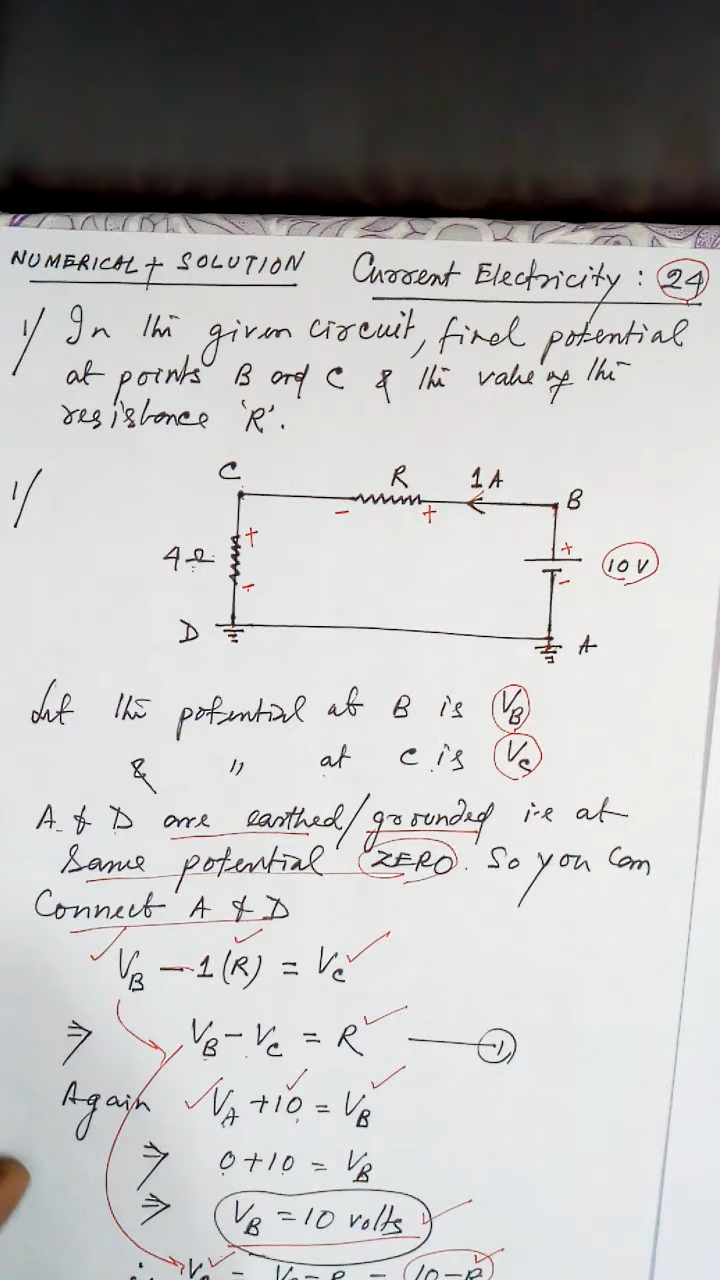 NUMERICAL + SOLUTION Current Electricity : 24
1/ In the given circuit, find potential
at points B and C & the value of the
resistance 'R'.
1/
C R 1A B
- +
+ 4Ω - + 10V -
D A
Let the potential at B is VB
& " at C is Vc
A & D are earthed/grounded i.e at
Same potential ZERO. So you can
Connect A & D
VB - 1(R) = Vc
⇒ VB - Vc = R —— 1
Again VA + 10 = VB
⇒ 0 + 10 = VB
⇒ VB = 10 volts
∴ Vc = VB - R = 10 - R